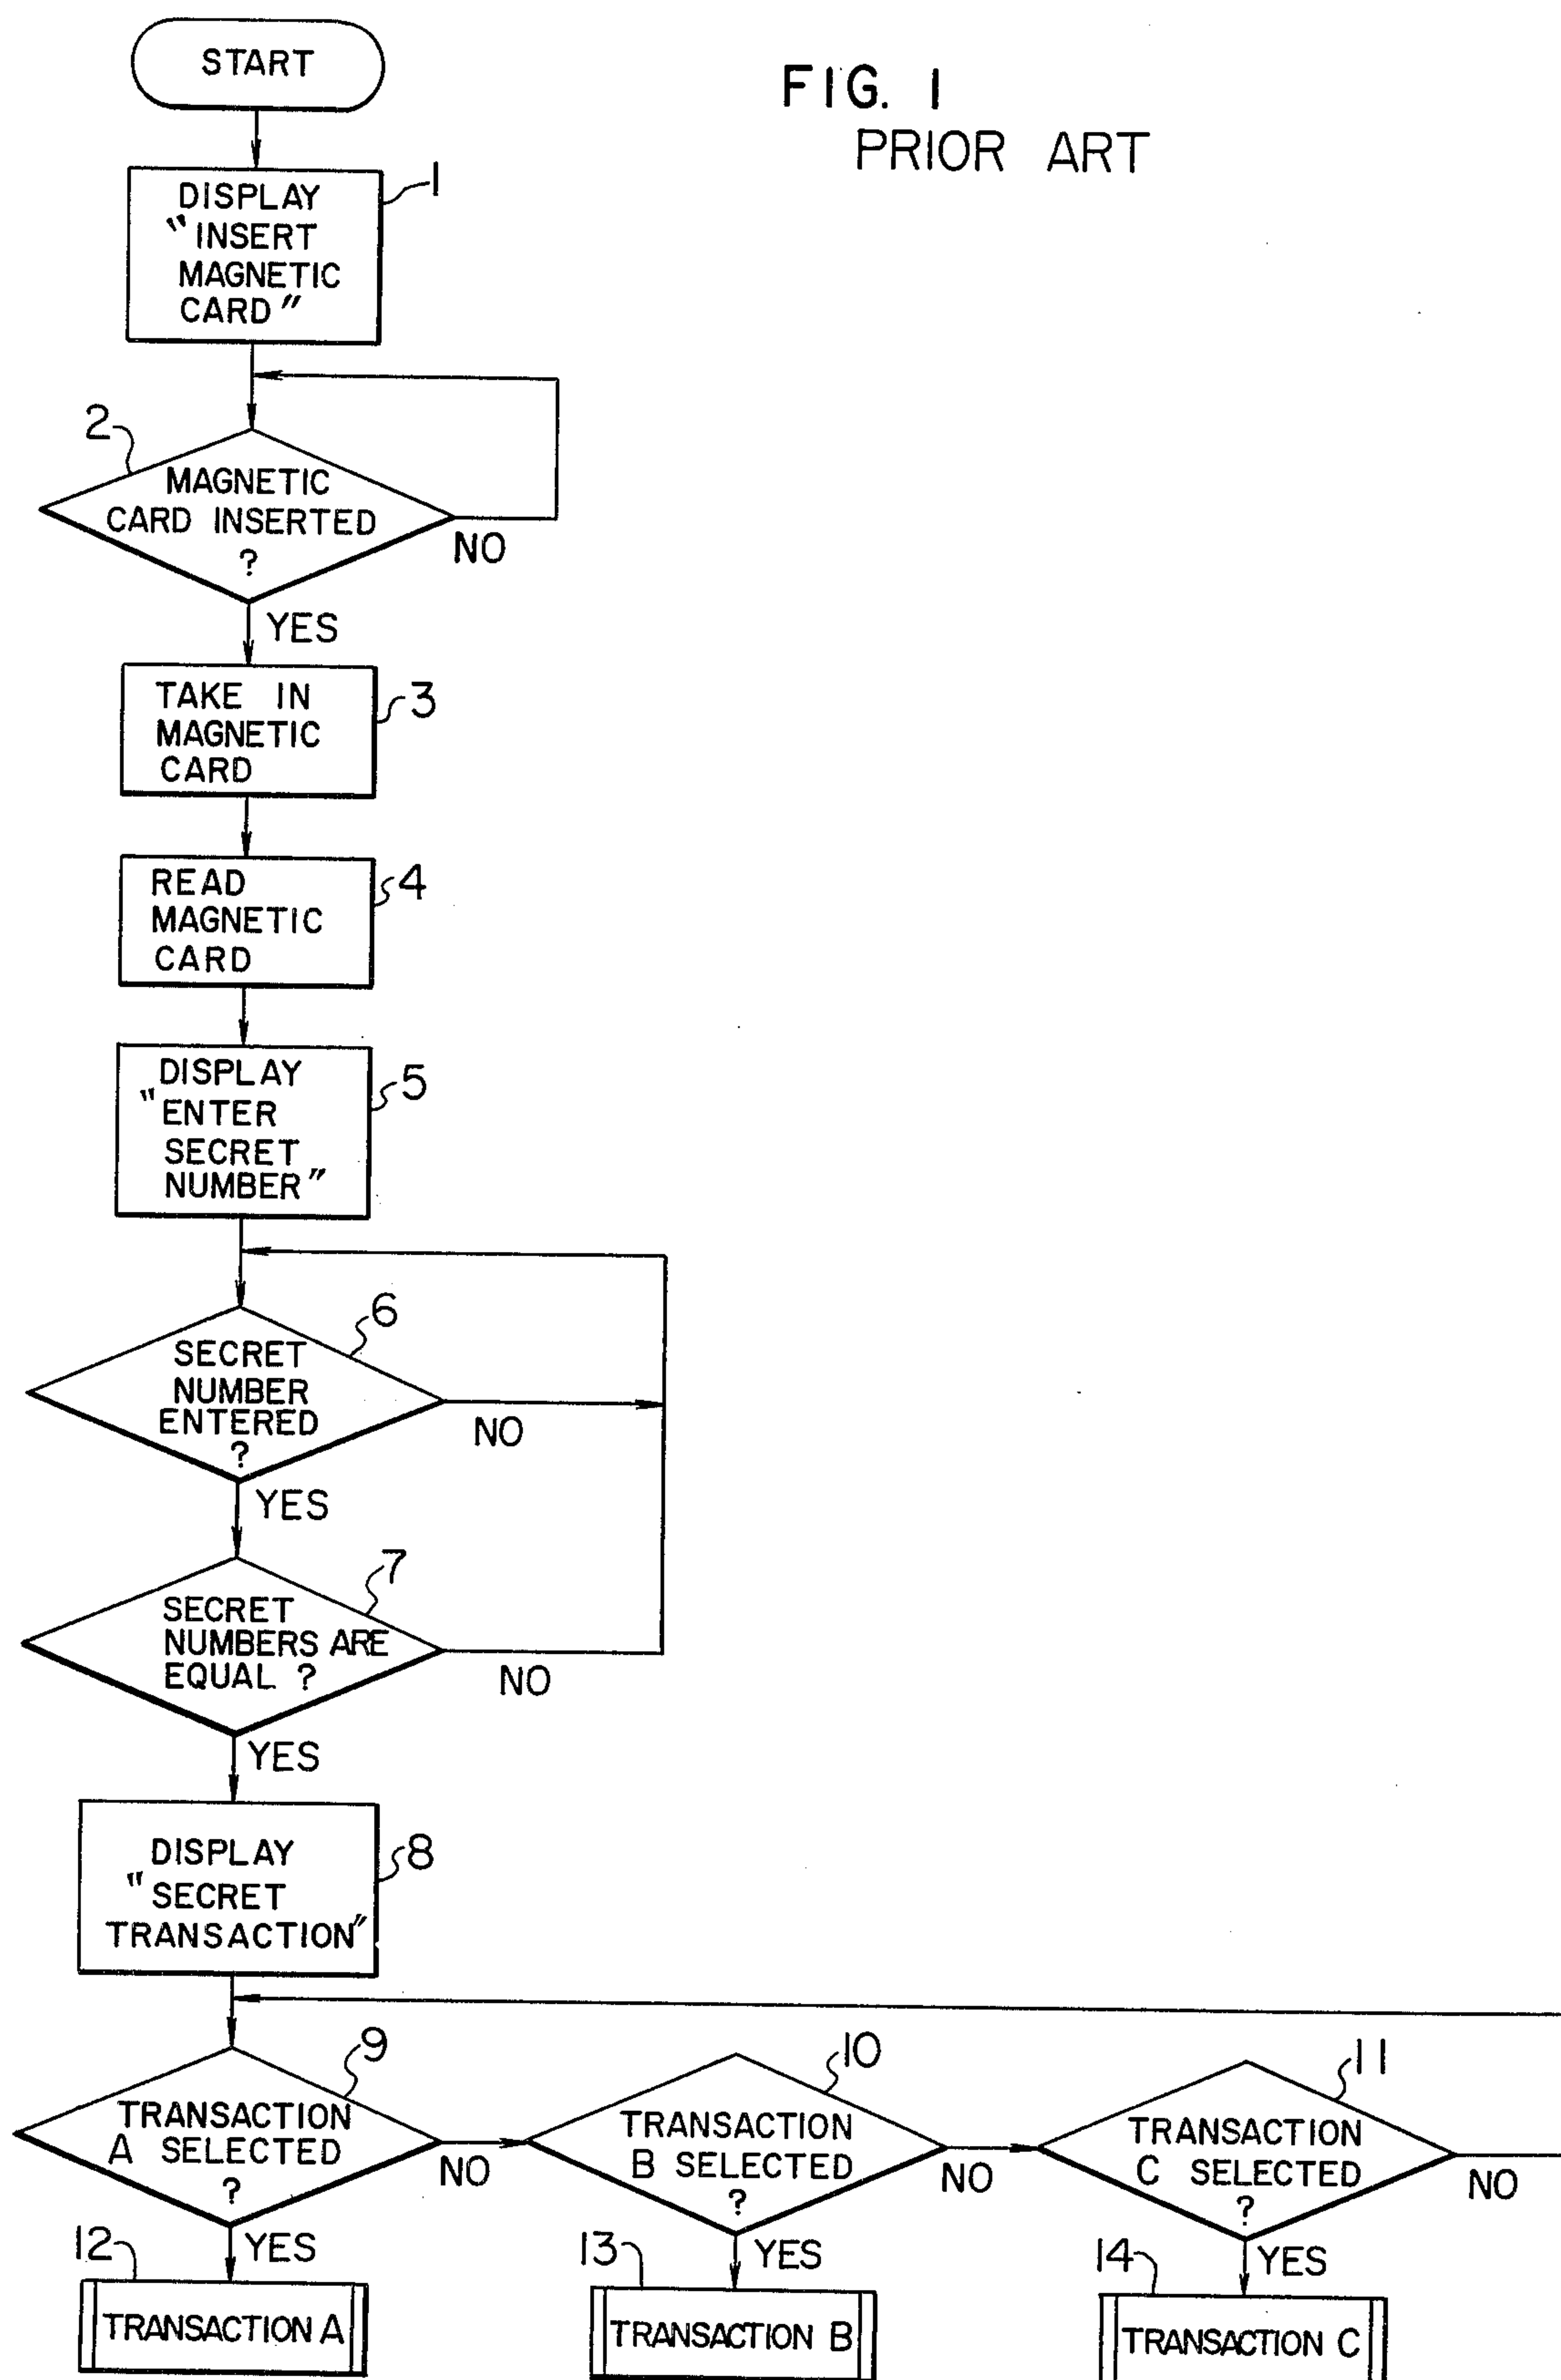 START
FIG. 1
PRIOR ART
DISPLAY
"INSERT
MAGNETIC
CARD"
1
2
MAGNETIC
CARD INSERTED
?
NO
YES
TAKE IN
MAGNETIC
CARD
3
READ
MAGNETIC
CARD
4
DISPLAY
"ENTER
SECRET
NUMBER"
5
6
SECRET
NUMBER
ENTERED
?
NO
YES
7
SECRET
NUMBERS ARE
EQUAL ?
NO
YES
DISPLAY
"SECRET
TRANSACTION"
8
9
TRANSACTION
A SELECTED
?
NO
YES
10
TRANSACTION
B SELECTED
?
NO
YES
11
TRANSACTION
C SELECTED
?
NO
YES
12
TRANSACTION A
13
TRANSACTION B
14
TRANSACTION C